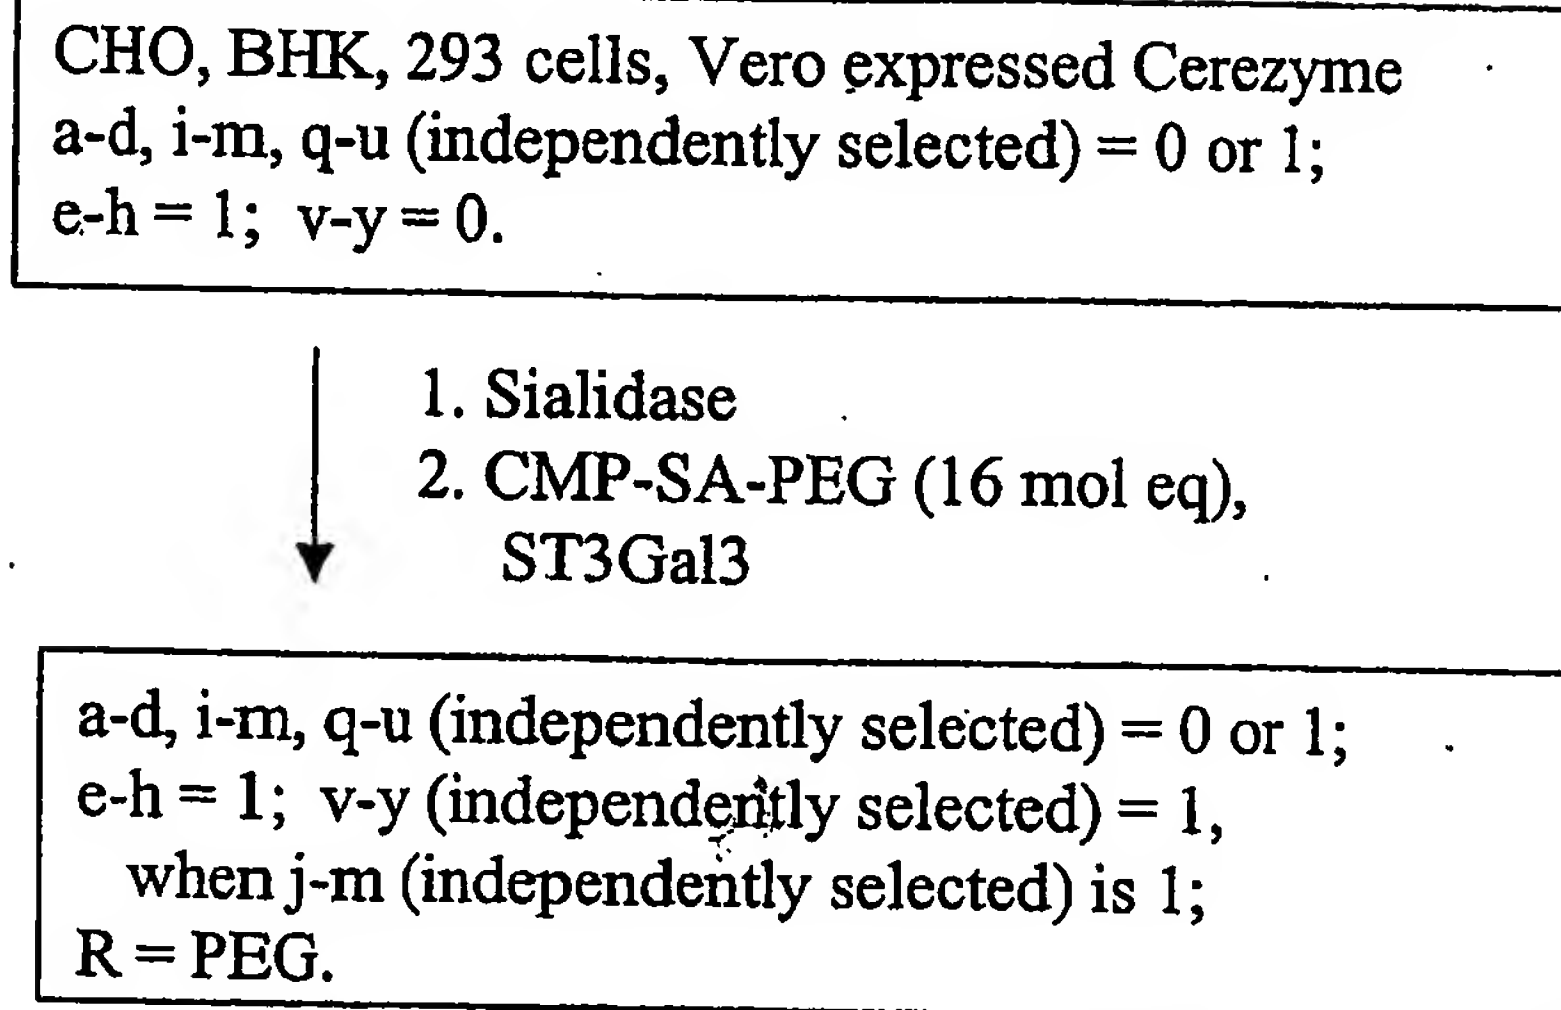 CHO, BHK, 293 cells, Vero expressed Cerezyme
a-d, i-m, q-u (independently selected) = 0 or 1;
e-h = 1; v-y = 0.
1. Sialidase
2. CMP-SA-PEG (16 mol eq),
ST3Gal3
a-d, i-m, q-u (independently selected) = 0 or 1;
e-h = 1; v-y (independently selected) = 1,
when j-m (independently selected) is 1;
R = PEG.